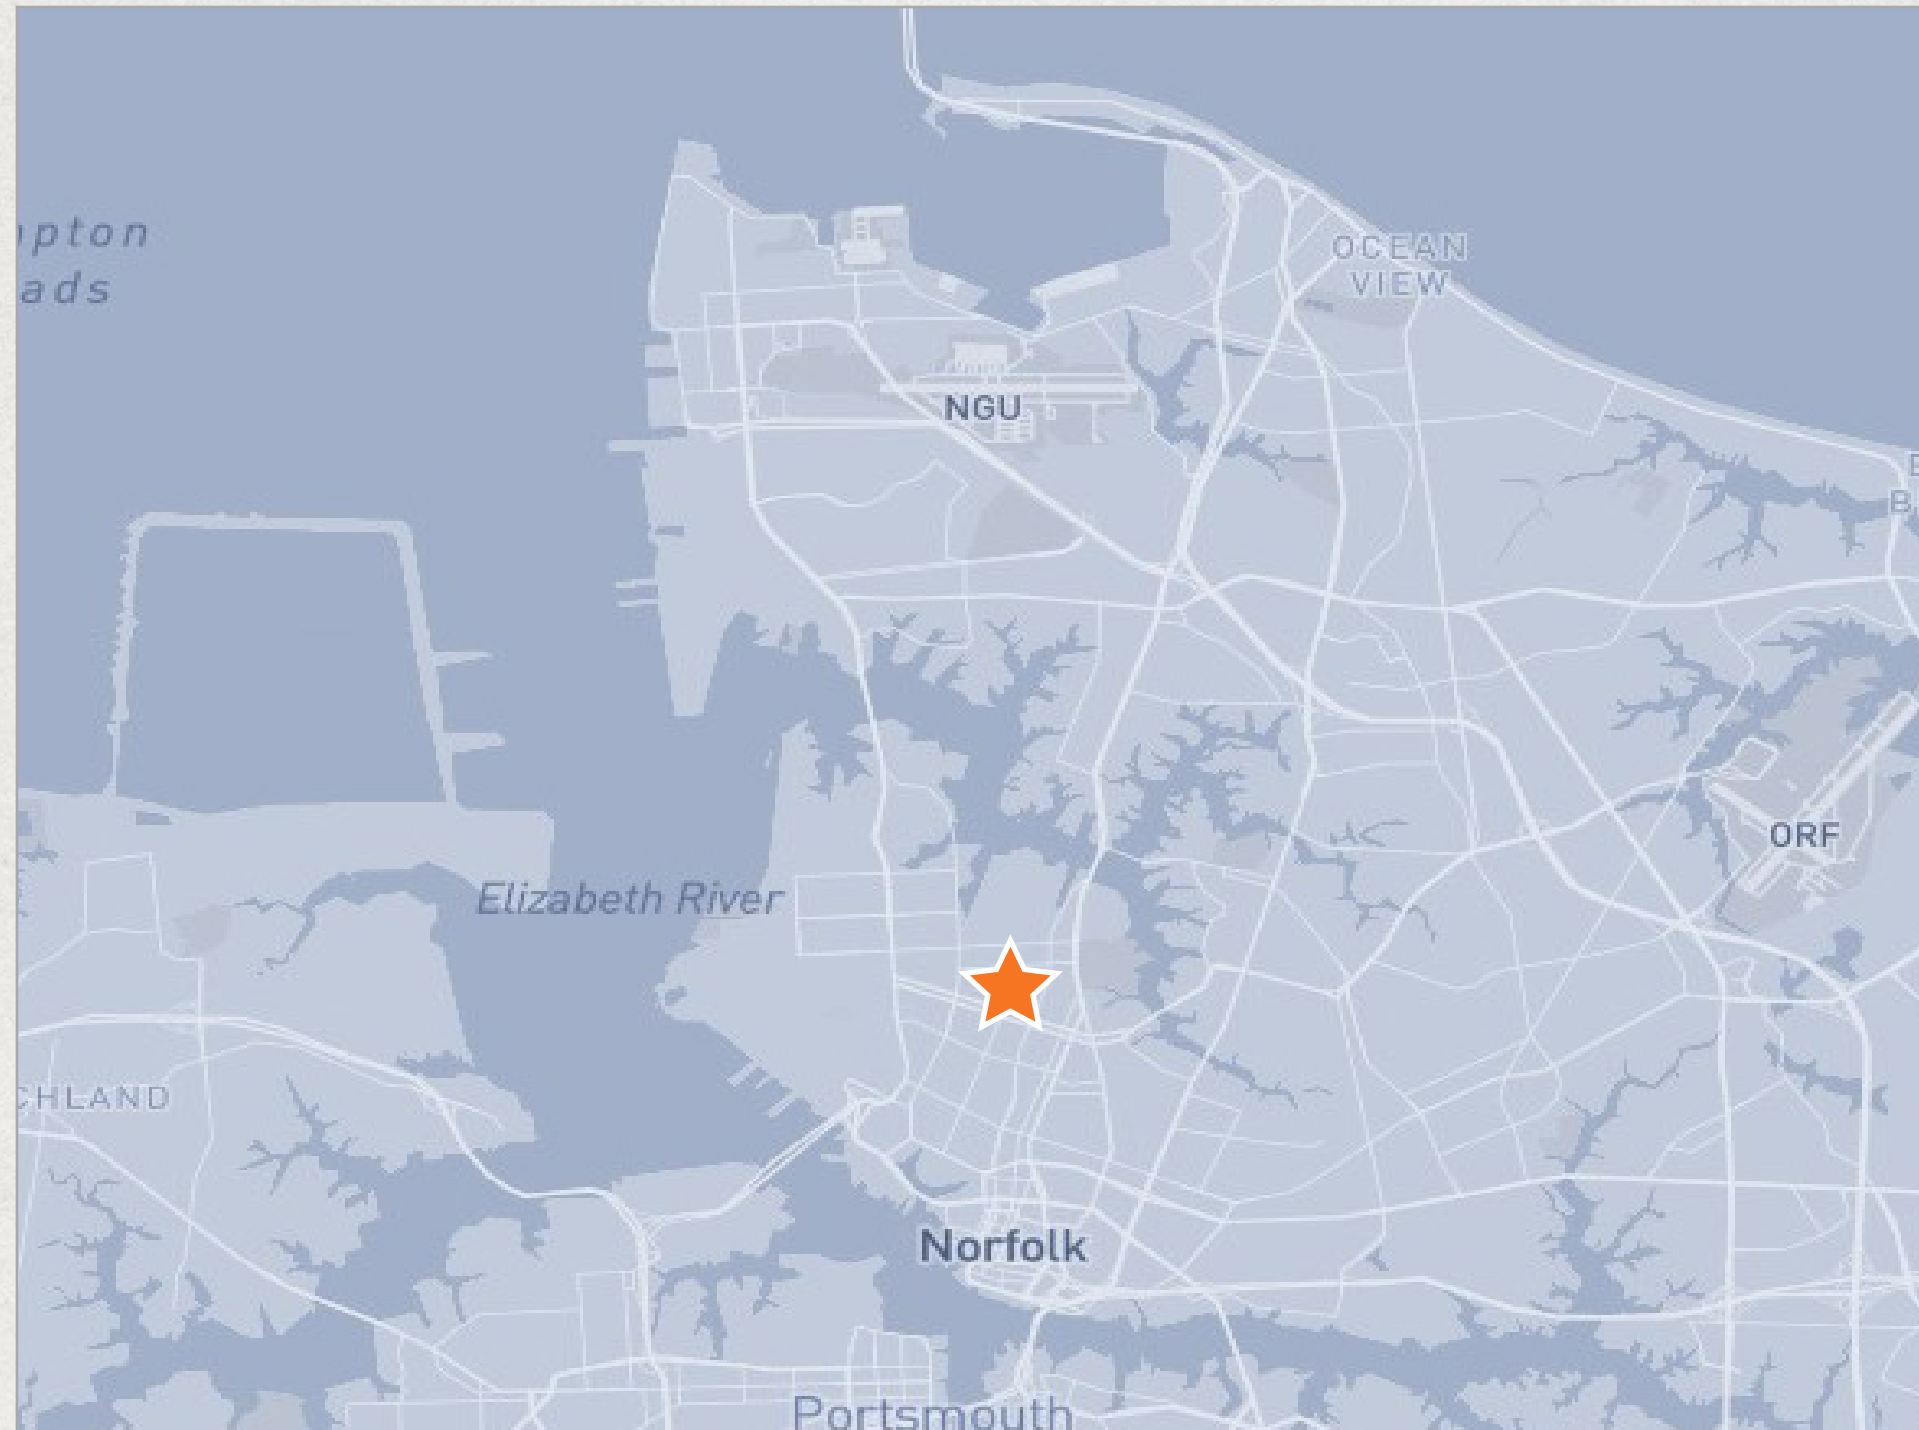 pton
ads
OCEAN
VIEW
NGU
B
ORF
Elizabeth River
CHLAND
Norfolk
Portsmouth